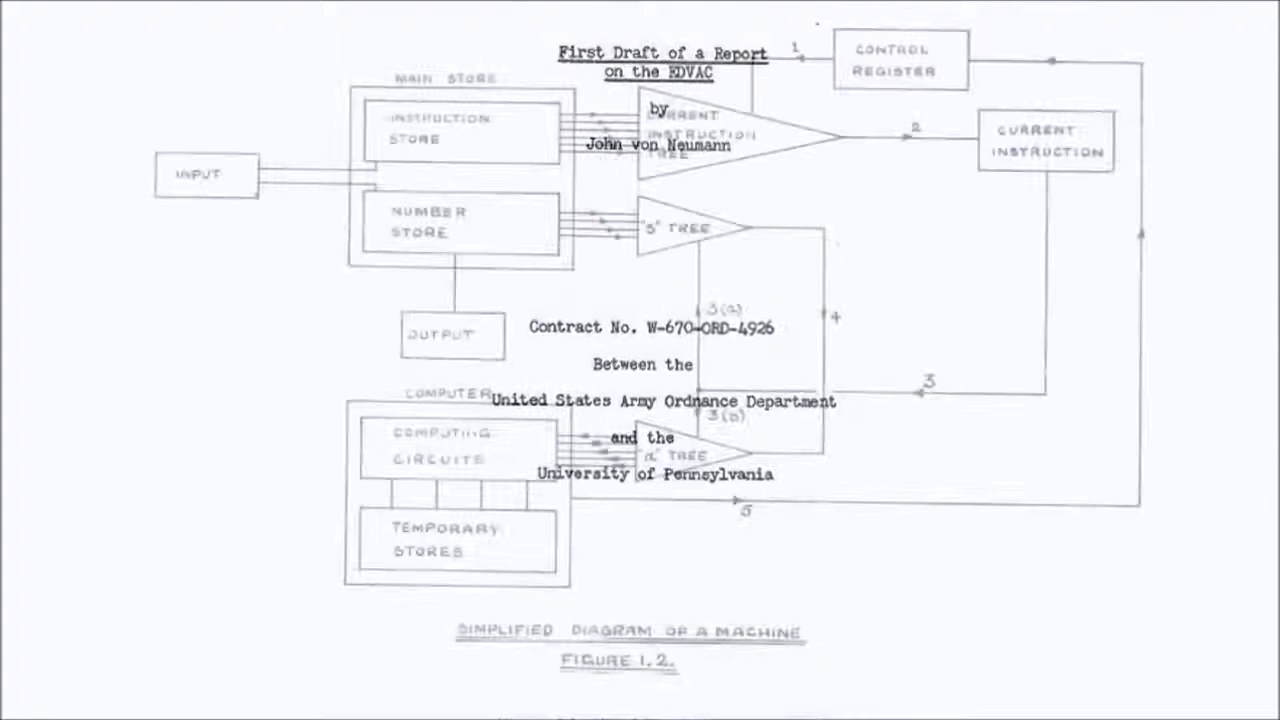 First Draft of a Report
on the EDVAC
by
John von Neumann
Contract No. W-670-ORD-4926
Between the
United States Army Ordnance Department
and the
University of Pennsylvania
MAIN STORE
INSTRUCTION
STORE
NUMBER
STORE
INPUT
OUTPUT
CURRENT
INSTRUCTION
TREE
"S" TREE
1
CONTROL
REGISTER
2
CURRENT
INSTRUCTION
3(a)
4
3
3(b)
COMPUTER
COMPUTING
CIRCUITS
TEMPORARY
STORES
TREE
5
SIMPLIFIED DIAGRAM OF A MACHINE
FIGURE 1.2.